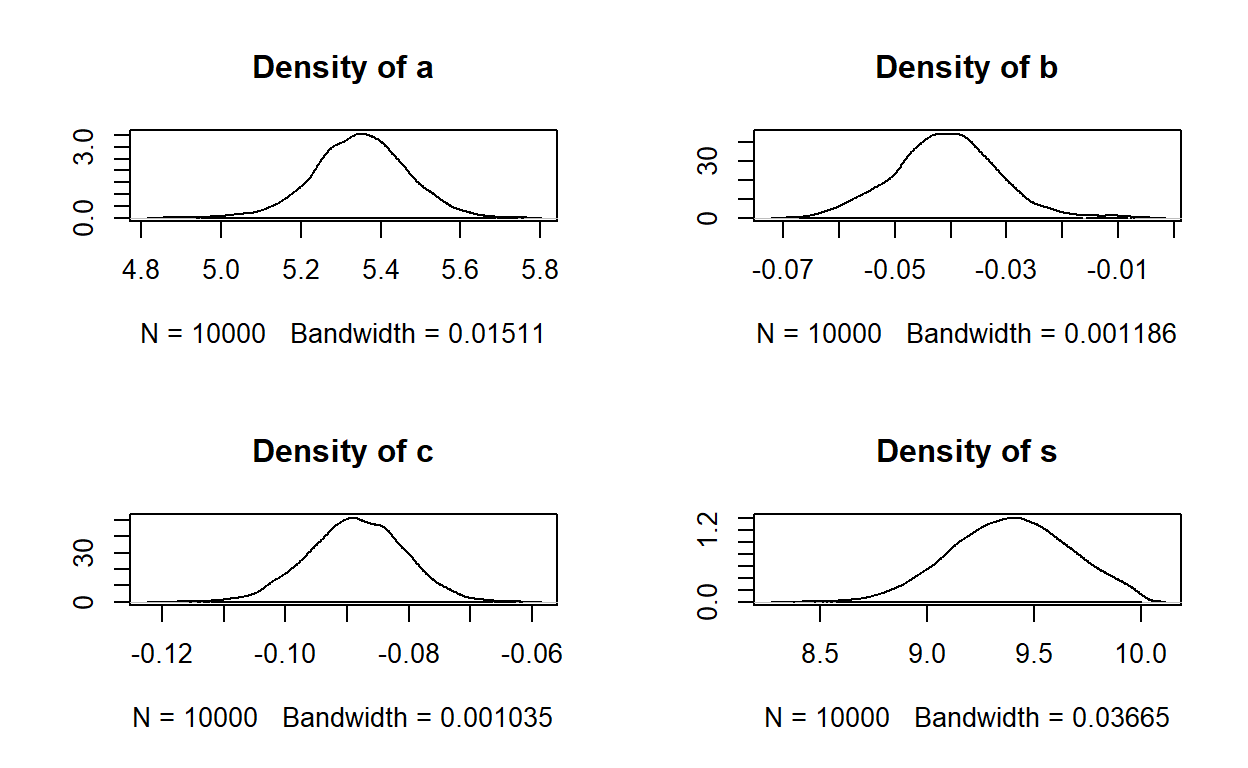 Density of a
3.0
0.0
4.8 5.0 5.2 5.4 5.6 5.8
N = 10000 Bandwidth = 0.01511
Density of b
30
0
-0.07 -0.05 -0.03 -0.01
N = 10000 Bandwidth = 0.001186
Density of c
30
0
-0.12 -0.10 -0.08 -0.06
N = 10000 Bandwidth = 0.001035
Density of s
1.2
0.0
8.5 9.0 9.5 10.0
N = 10000 Bandwidth = 0.03665